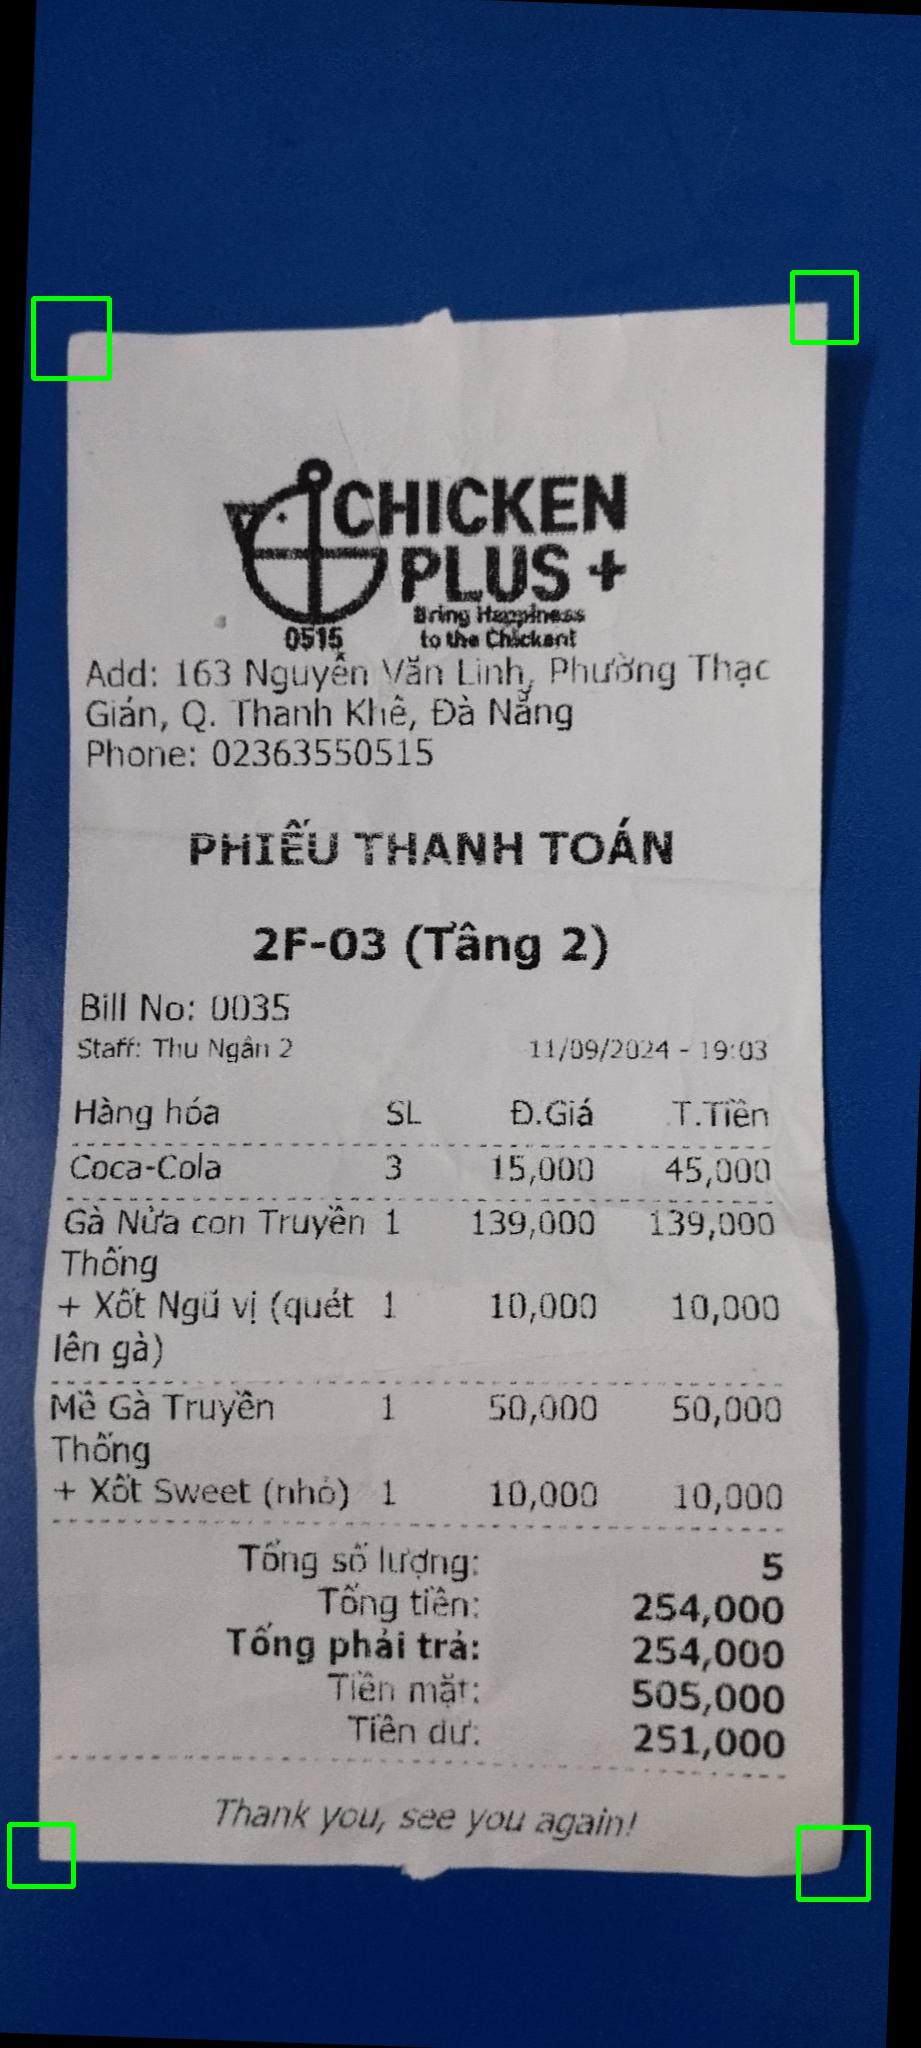 CHICKEN
PLUS +
Bring Happiness
0515 to the Chicken!
Add: 163 Nguyễn Văn Linh, Phường Thạc
Gián, Q. Thanh Khê, Đà Nẵng
Phone: 02363550515
PHIẾU THANH TOÁN
2F-03 (Tầng 2)
Bill No: 0035
Staff: Thu Ngân 2 11/09/2024 - 19:03
Hàng hóa SL Đ.Giá T.Tiền
Coca-Cola 3 15,000 45,000
Gà Nửa con Truyền 1 139,000 139,000
Thống
+ Xốt Ngũ vị (quét 1 10,000 10,000
lên gà)
Mề Gà Truyền 1 50,000 50,000
Thống
+ Xốt Sweet (nhỏ) 1 10,000 10,000
Tổng số lượng: 5
Tổng tiền: 254,000
Tổng phải trả: 254,000
Tiền mặt: 505,000
Tiền dư: 251,000
Thank you, see you again!